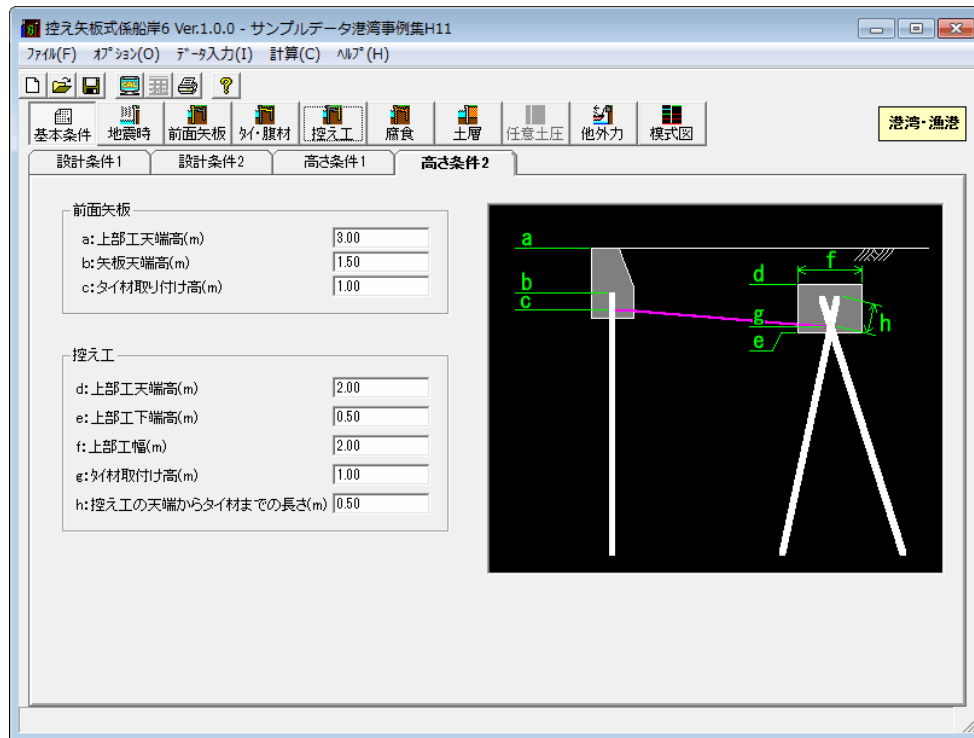 控え矢板式係船岸6 Ver.1.0.0 - サンプルデータ港湾事例集H11
ﾌｧｲﾙ(F) ｵﾌﾟｼｮﾝ(O) ﾃﾞｰﾀ入力(I) 計算(C) ﾍﾙﾌﾟ(H)
基本条件 地震時 前面矢板 ﾀｲ･腹材 控え工 腐食 土層 任意土圧 他外力 模式図 港湾･漁港
設計条件1 設計条件2 高さ条件1 高さ条件2
前面矢板
a:上部工天端高(m) 3.00
b:矢板天端高(m) 1.50
c:タイ材取り付け高(m) 1.00
控え工
d:上部工天端高(m) 2.00
e:上部工下端高(m) 0.50
f:上部工幅(m) 2.00
g:ﾀｲ材取付け高(m) 1.00
h:控え工の天端からタイ材までの長さ(m) 0.50
a
b
c
d
f
g
h
e